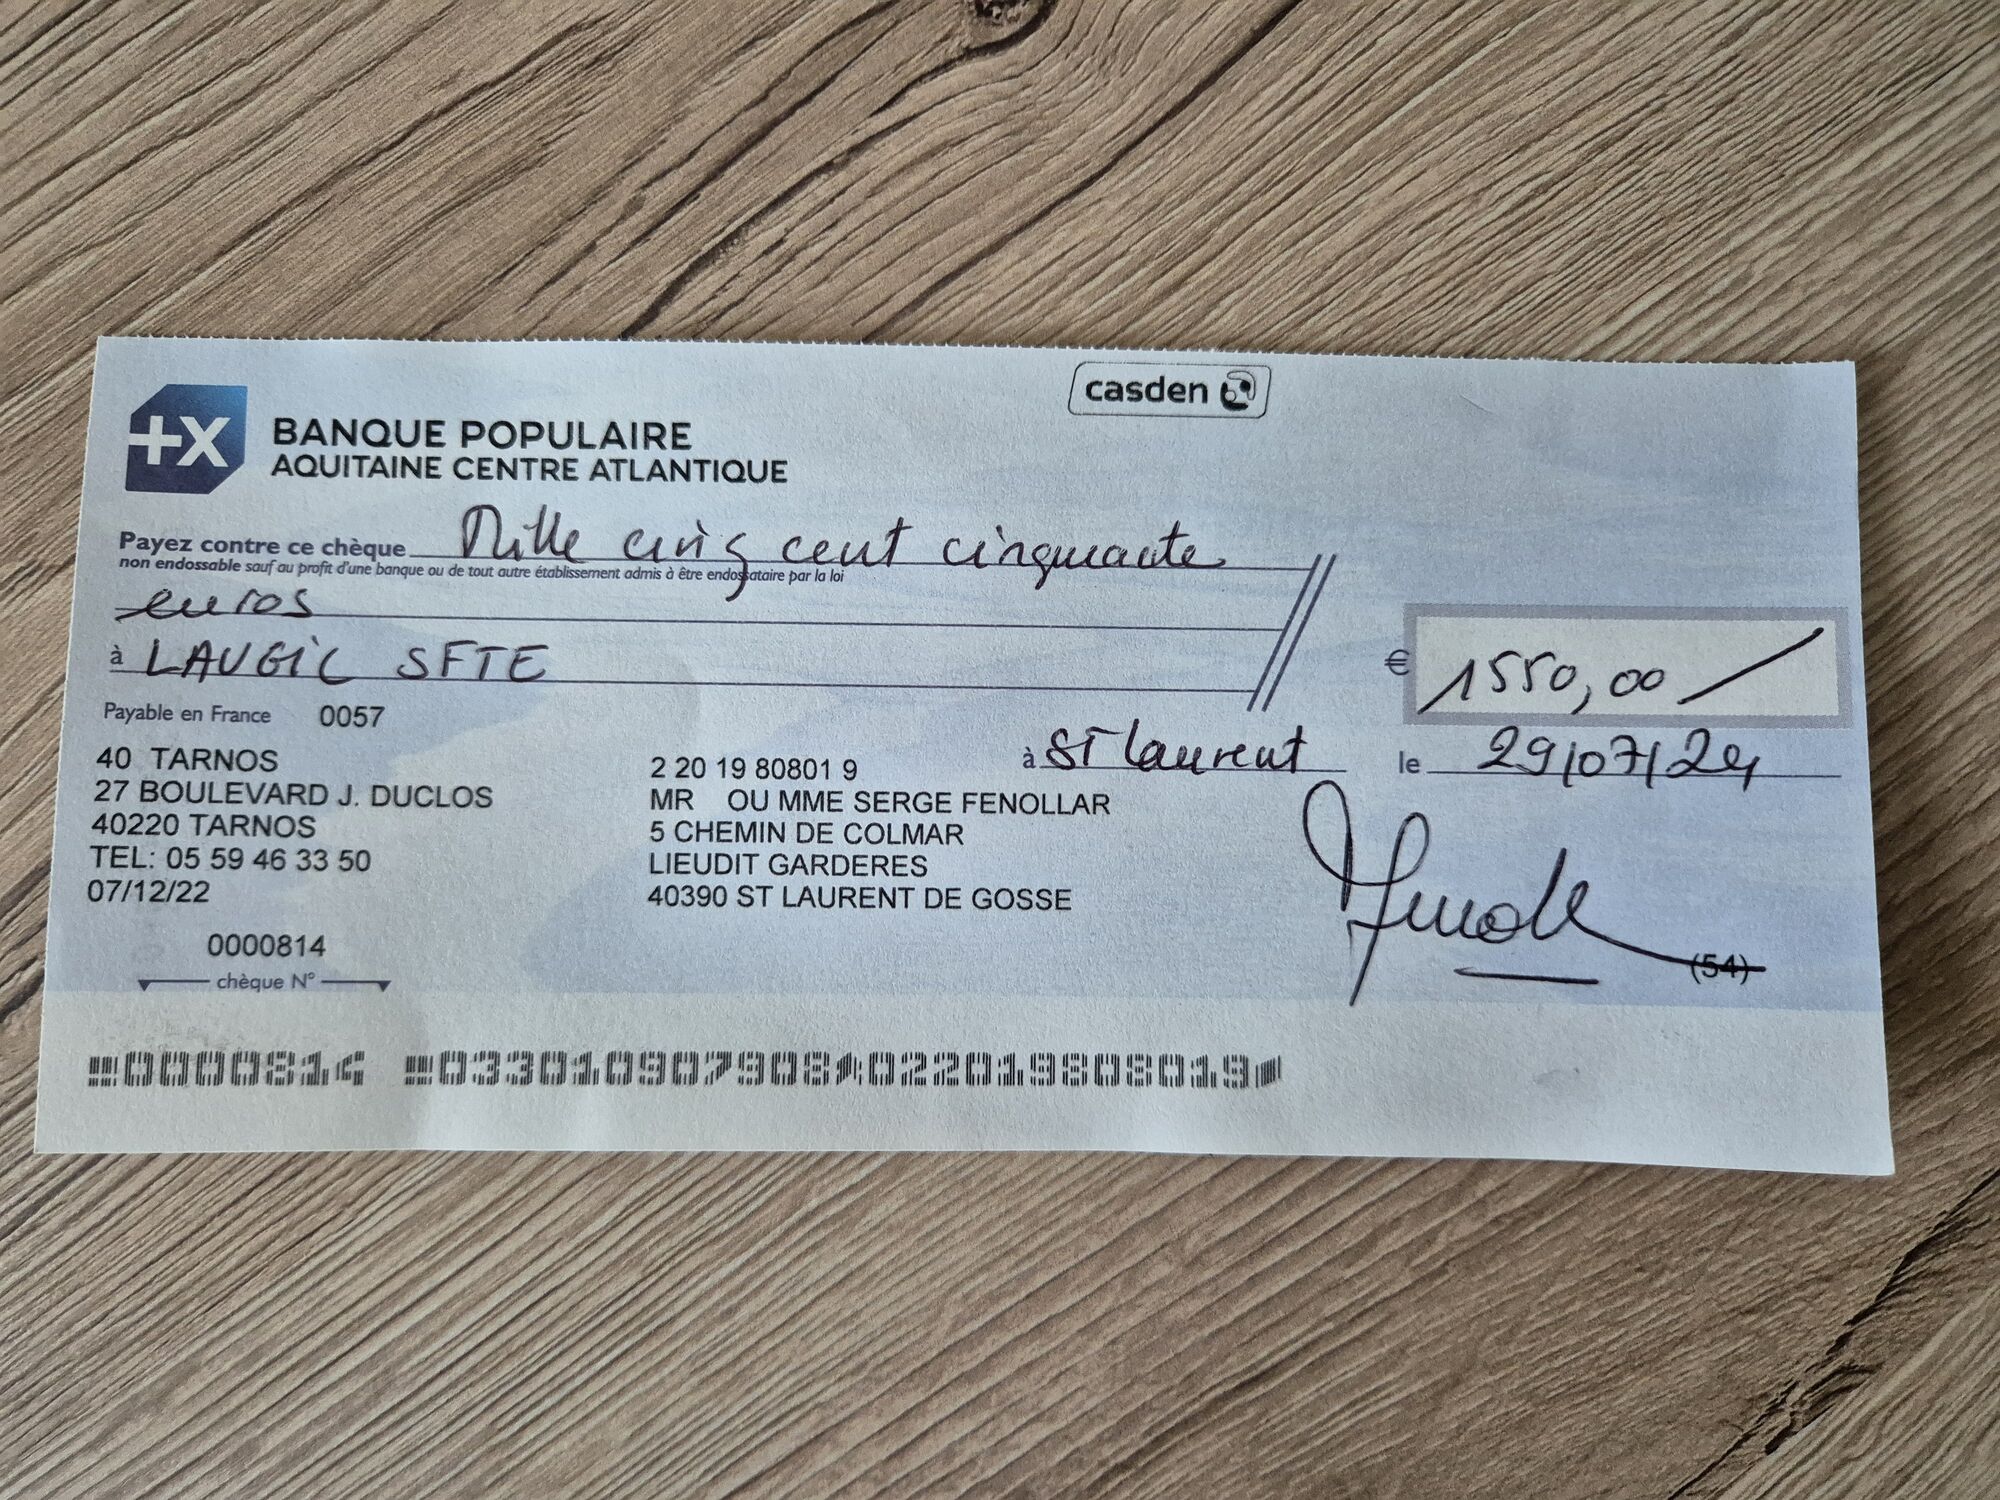 casden
+X
BANQUE POPULAIRE
AQUITAINE CENTRE ATLANTIQUE
Payez contre ce chèque Mille cinq cent cinquante
non endossable sauf au profit d'une banque ou de tout autre établissement admis à être endossataire par la loi
euros
à LAUGIC SFTE
€ 1550,00
Payable en France 0057
à ST Laurent le 29/07/24
40 TARNOS
27 BOULEVARD J. DUCLOS
40220 TARNOS
TEL: 05 59 46 33 50
07/12/22
2 20 19 80801 9
MR OU MME SERGE FENOLLAR
5 CHEMIN DE COLMAR
LIEUDIT GARDERES
40390 ST LAURENT DE GOSSE
(54)
0000814
chèque N°
0000814 033010907908 022019808019